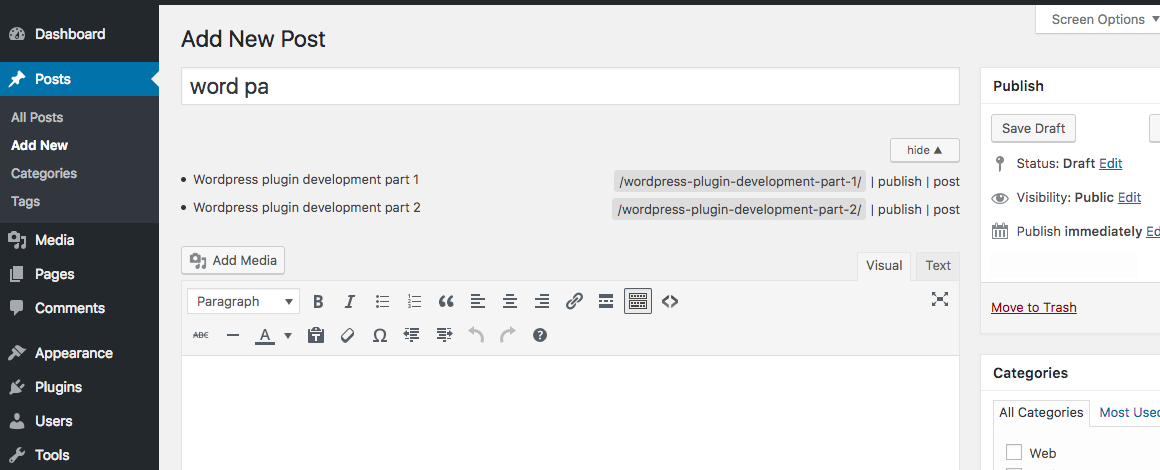 Dashboard
Posts
All Posts
Add New
Categories
Tags
Media
Pages
Comments
Appearance
Plugins
Users
Tools
Screen Options ▼
Add New Post
word pa
hide ▲
• Wordpress plugin development part 1 /wordpress-plugin-development-part-1/ | publish | post
• Wordpress plugin development part 2 /wordpress-plugin-development-part-2/ | publish | post
Add Media
Visual Text
Paragraph ▼ B I “
ABC — A ▼ Ω ?
Publish
Save Draft
Status: Draft Edit
Visibility: Public Edit
Publish immediately Ed
Move to Trash
Categories
All Categories Most Used
Web